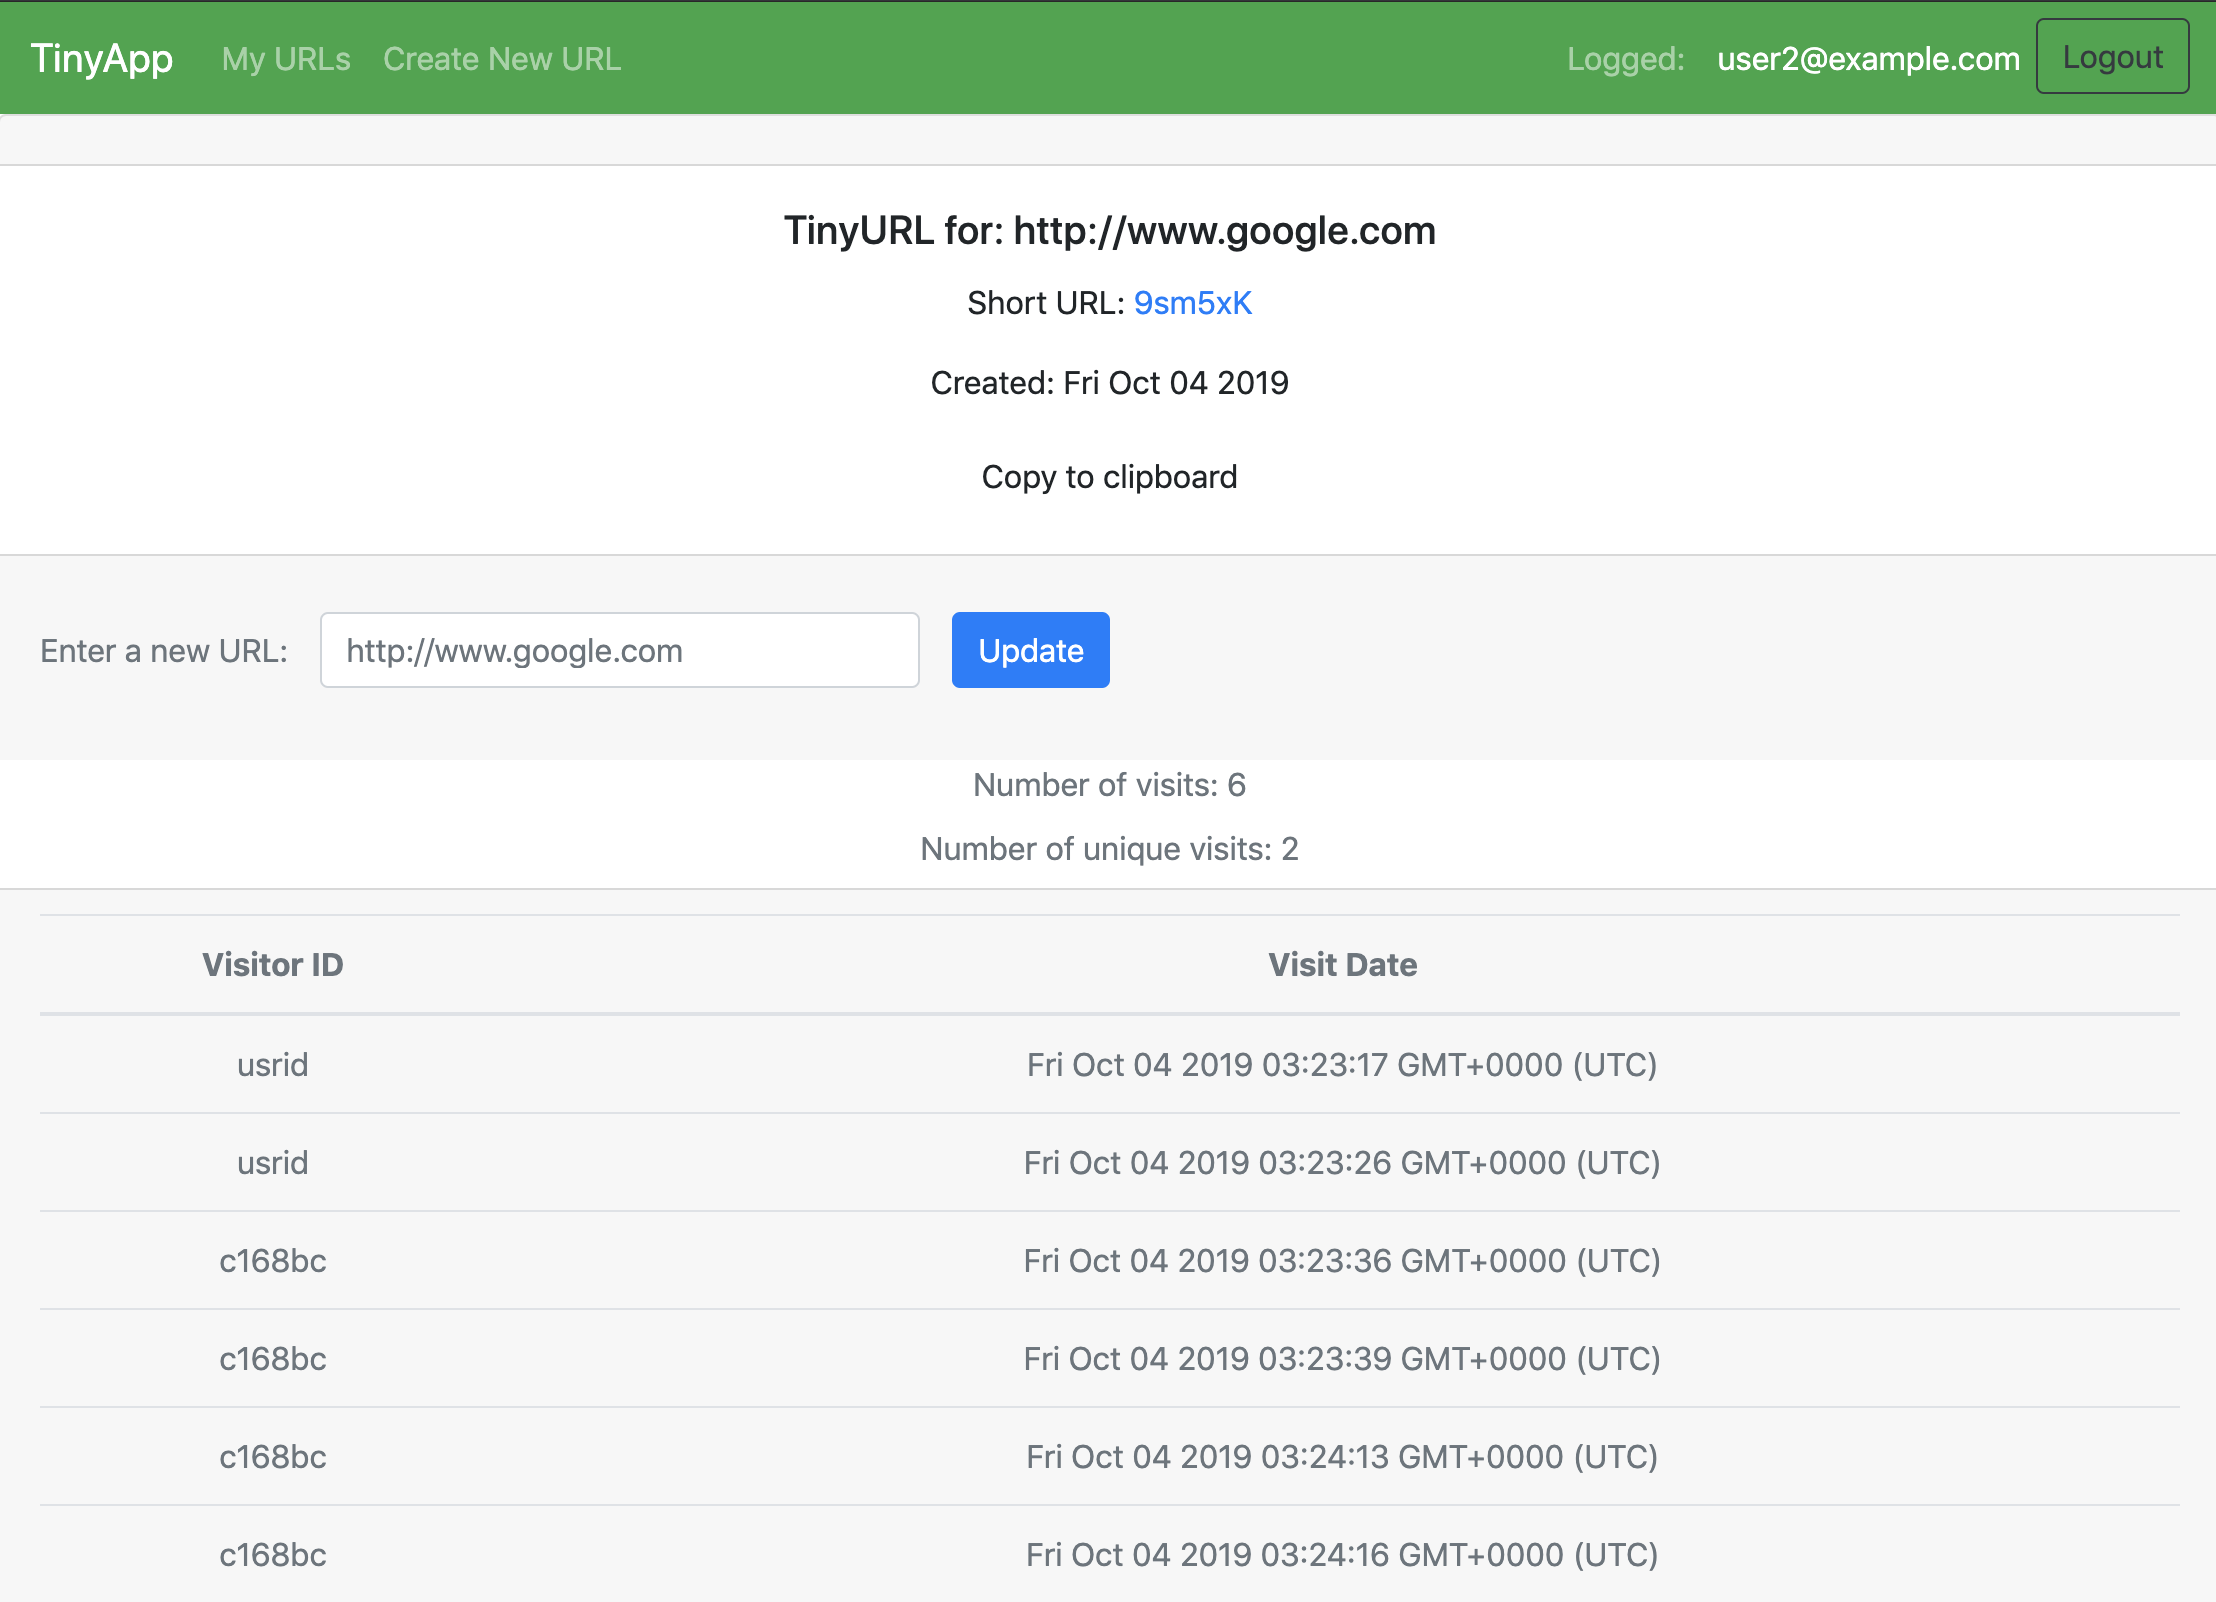 TinyApp My URLs Create New URL Logged: user2@example.com Logout
TinyURL for: http://www.google.com
Short URL: 9sm5xK
Created: Fri Oct 04 2019
Copy to clipboard
Enter a new URL: http://www.google.com Update
Number of visits: 6
Number of unique visits: 2
Visitor ID Visit Date
usrid Fri Oct 04 2019 03:23:17 GMT+0000 (UTC)
usrid Fri Oct 04 2019 03:23:26 GMT+0000 (UTC)
c168bc Fri Oct 04 2019 03:23:36 GMT+0000 (UTC)
c168bc Fri Oct 04 2019 03:23:39 GMT+0000 (UTC)
c168bc Fri Oct 04 2019 03:24:13 GMT+0000 (UTC)
c168bc Fri Oct 04 2019 03:24:16 GMT+0000 (UTC)